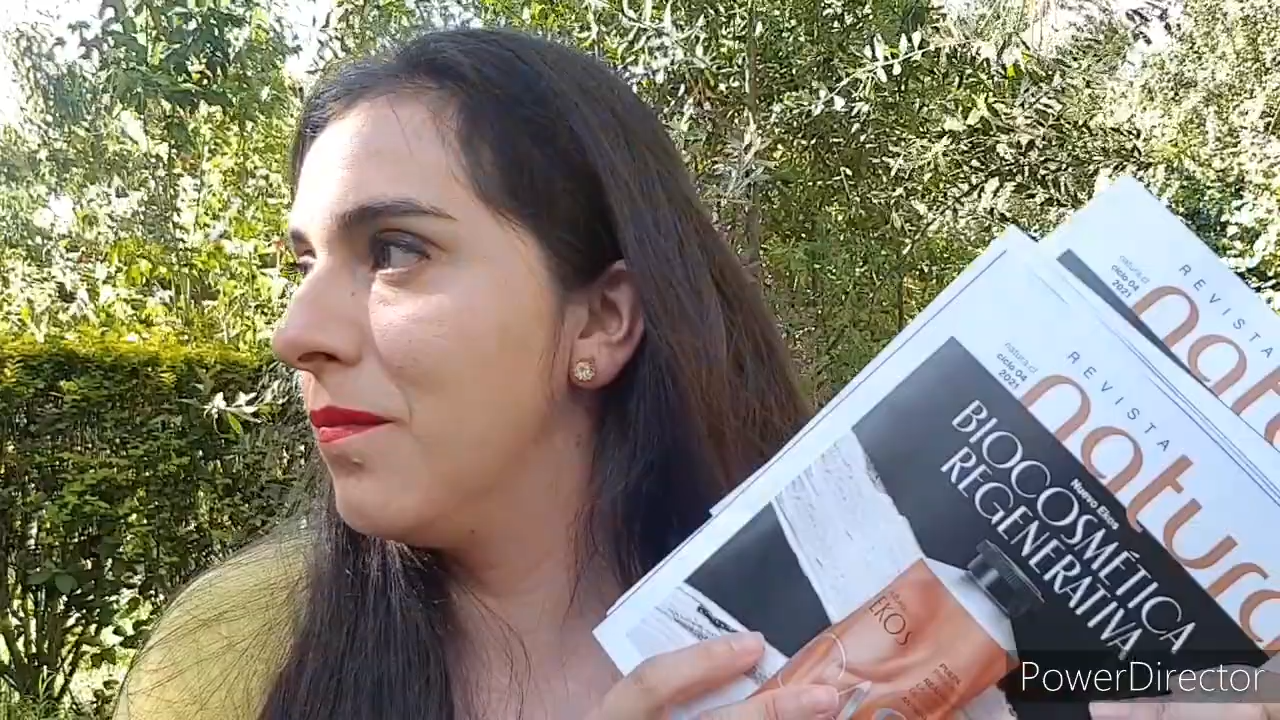 natura.cl
ciclo 04
2021
REVISTA
natura.cl
ciclo 04
2021
REVISTA
natura
Nuevo Ekos
BIOCOSMÉTICA
REGENERATIVA
EKOS
PowerDirector